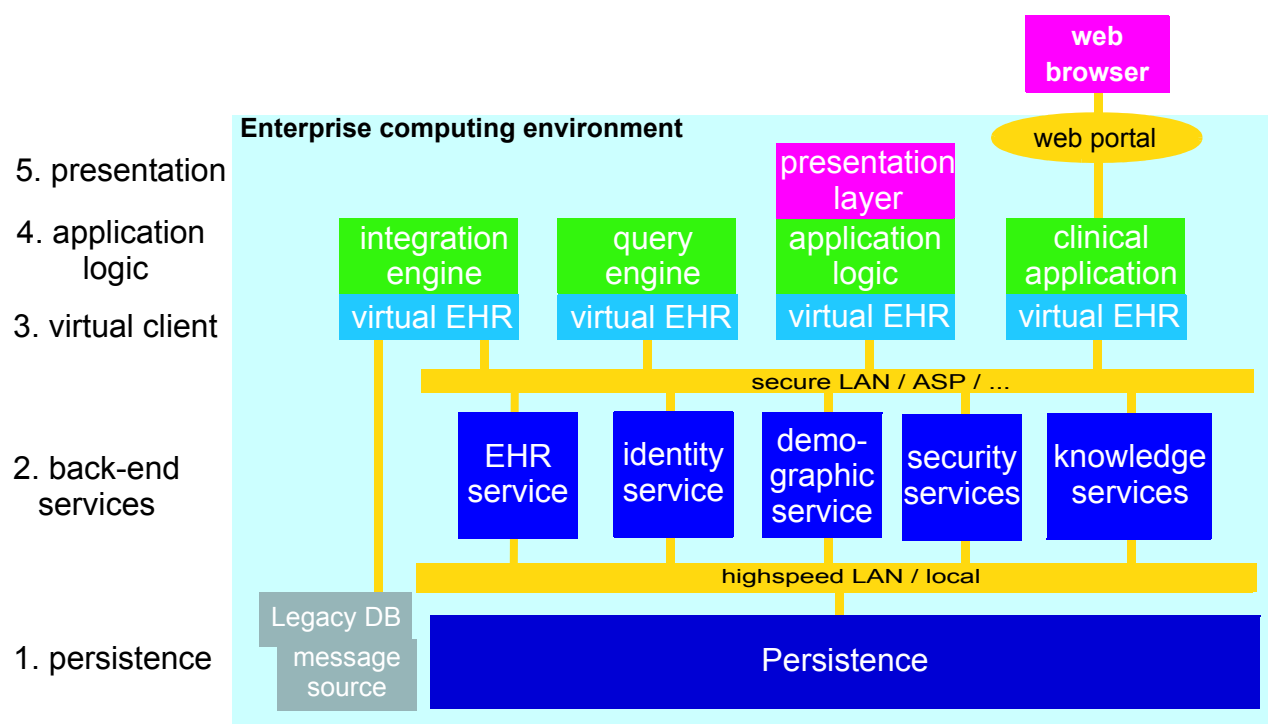 web
browser
Enterprise computing environment
web portal
5. presentation
presentation
layer
4. application
logic
integration
engine
query
engine
application
logic
clinical
application
3. virtual client
virtual EHR
virtual EHR
virtual EHR
virtual EHR
secure LAN / ASP / ...
2. back-end
services
EHR
service
identity
service
demo-
graphic
service
security
services
knowledge
services
highspeed LAN / local
1. persistence
Legacy DB
message
source
Persistence